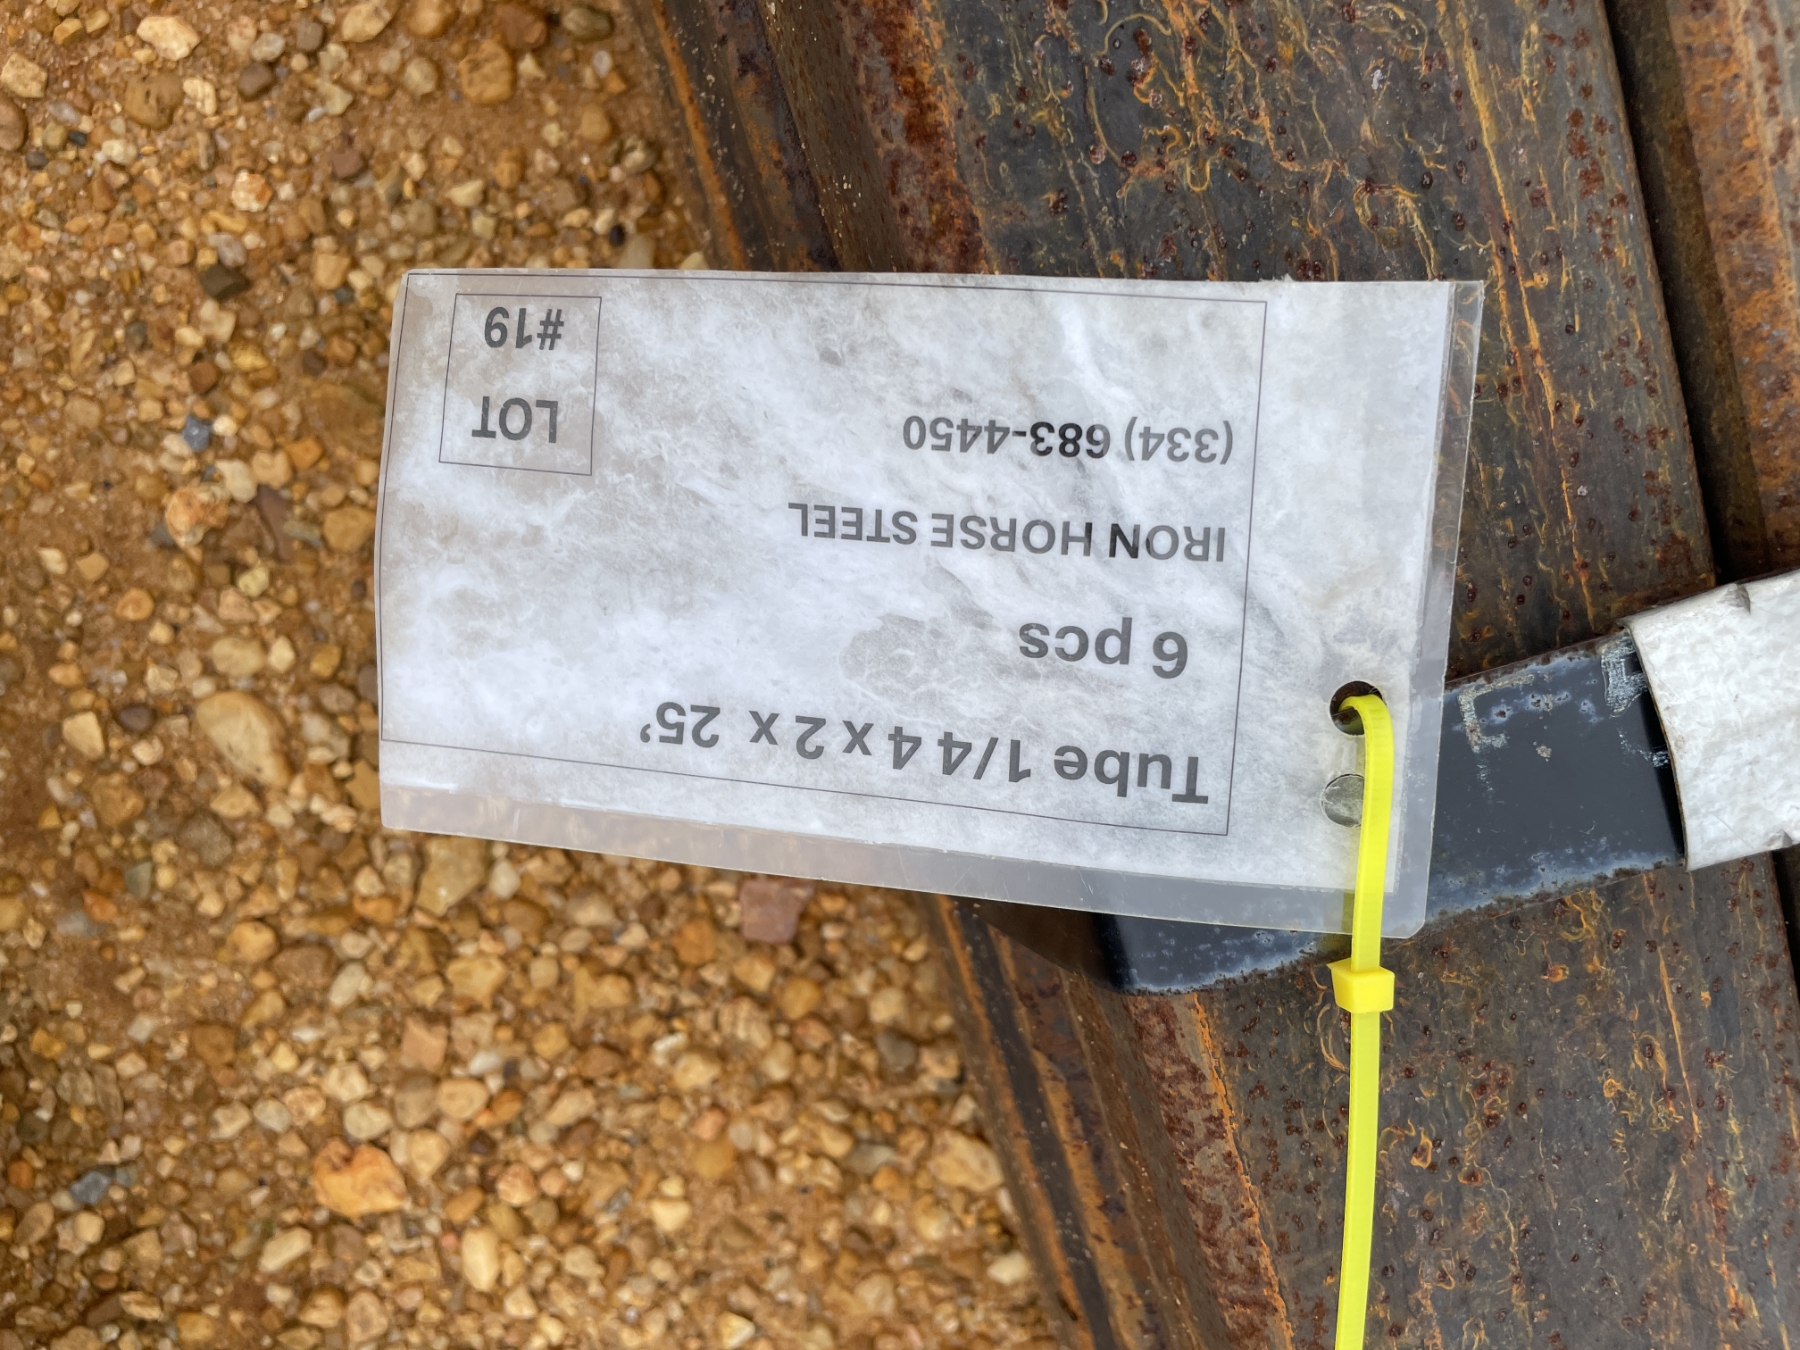 Tube 1/4 4 x 2 x 25’
6 pcs
IRON HORSE STEEL
(334) 683-4450
LOT
#19